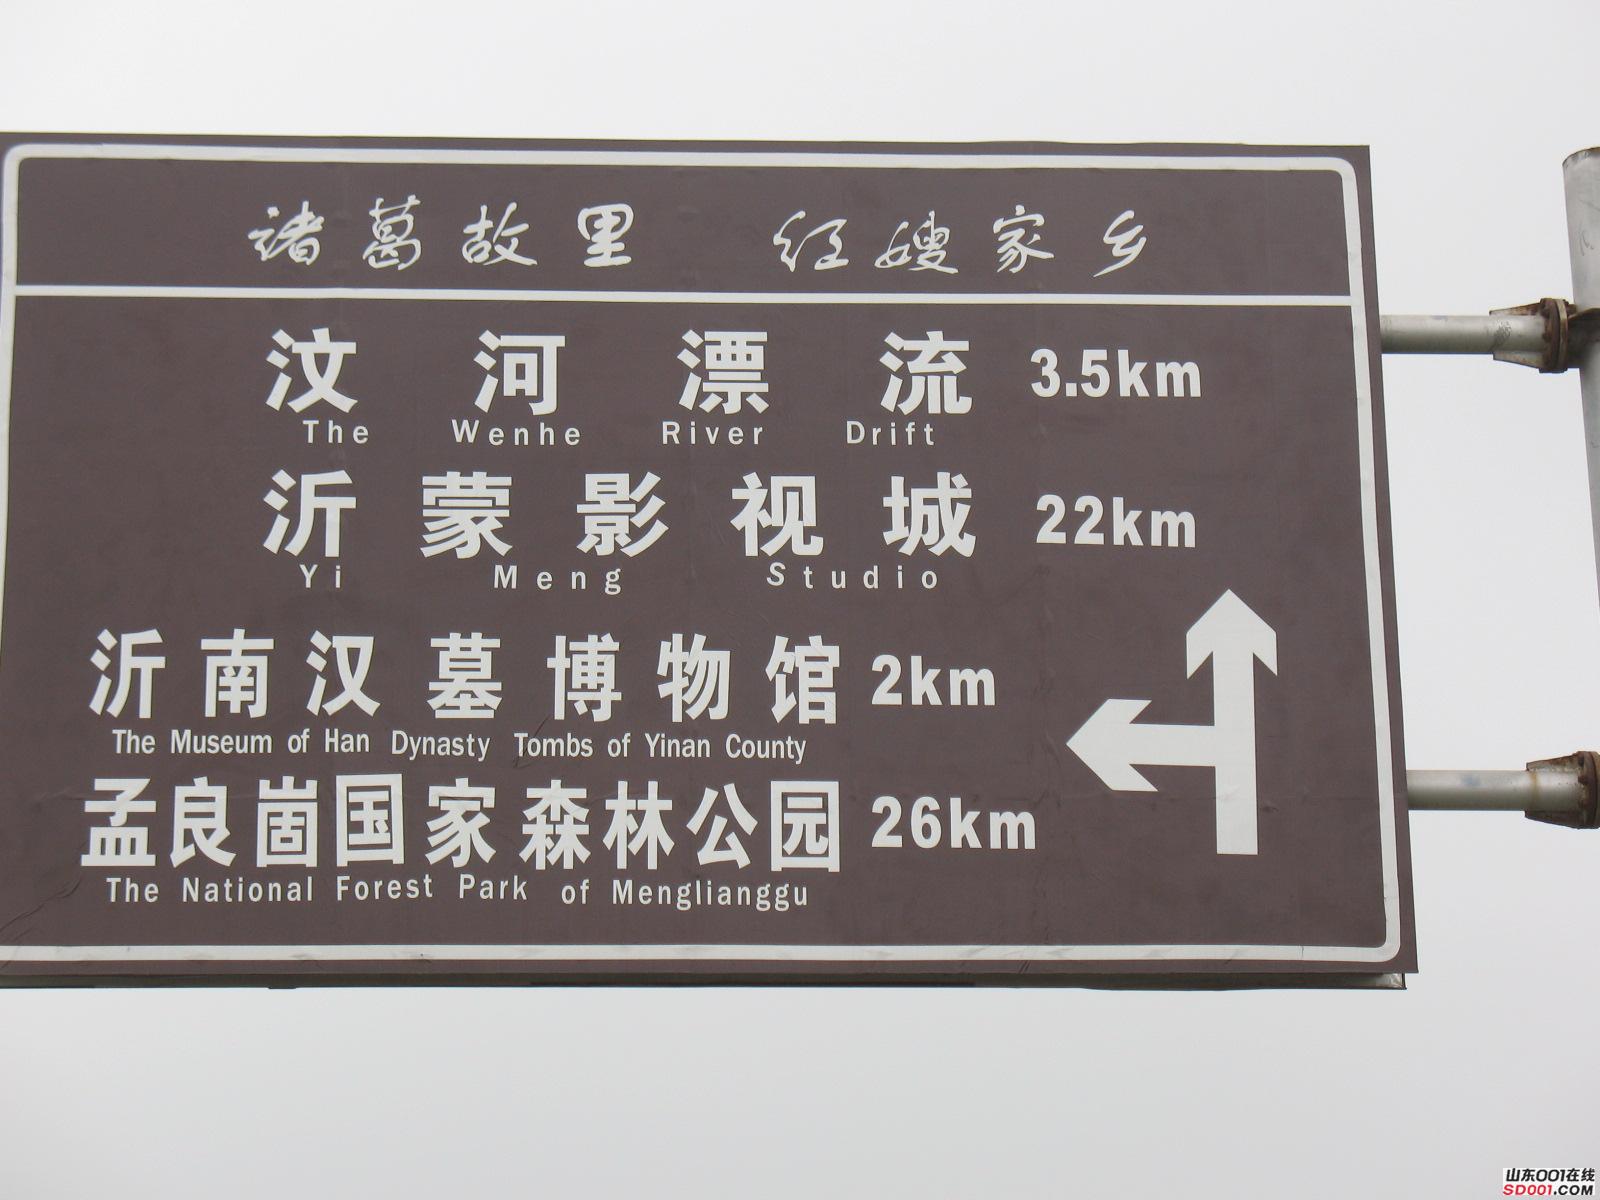 诸葛故里 红嫂家乡
汶河漂流 3.5km
The Wenhe River Drift
沂蒙影视城 22km
Yi Meng Studio
沂南汉墓博物馆 2km
The Museum of Han Dynasty Tombs of Yinan County
孟良崮国家森林公园 26km
The National Forest Park of Menglianggu
山东001在线
SD001.COM